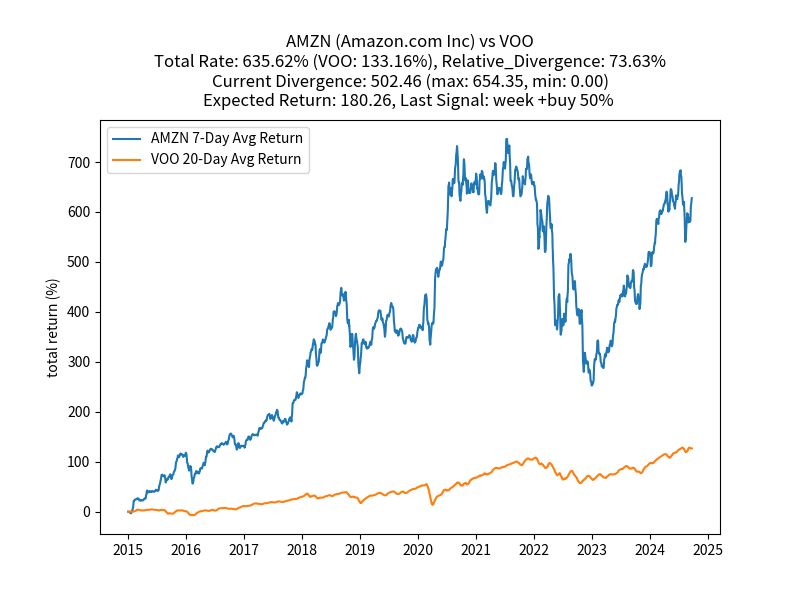 AMZN (Amazon.com Inc) vs VOO
Total Rate: 635.62% (VOO: 133.16%), Relative_Divergence: 73.63%
Current Divergence: 502.46 (max: 654.35, min: 0.00)
Expected Return: 180.26, Last Signal: week +buy 50%
AMZN 7-Day Avg Return
VOO 20-Day Avg Return
total return (%)
700
600
500
400
300
200
100
0
2015 2016 2017 2018 2019 2020 2021 2022 2023 2024 2025